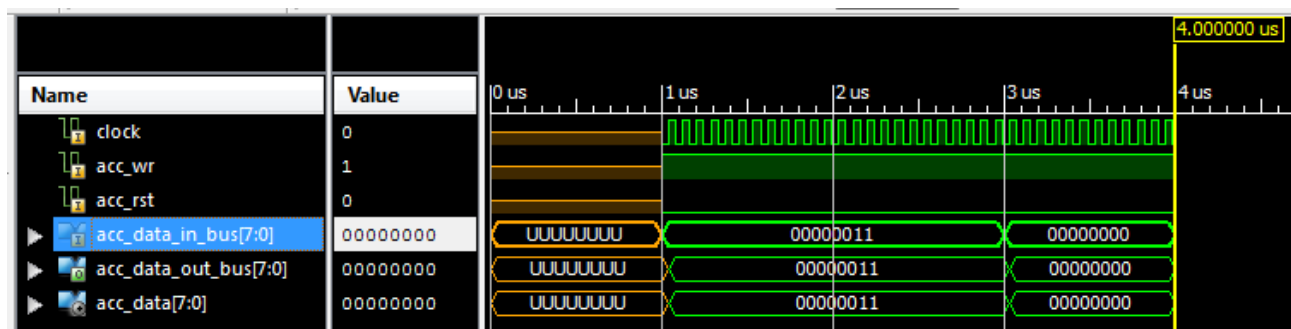 4.000000 us
Name Value 0 us 1 us 2 us 3 us 4 us
clock 0
acc_wr 1
acc_rst 0
acc_data_in_bus[7:0] 00000000 UUUUUUUU 00000011 00000000
acc_data_out_bus[7:0] 00000000 UUUUUUUU 00000011 00000000
acc_data[7:0] 00000000 UUUUUUUU 00000011 00000000